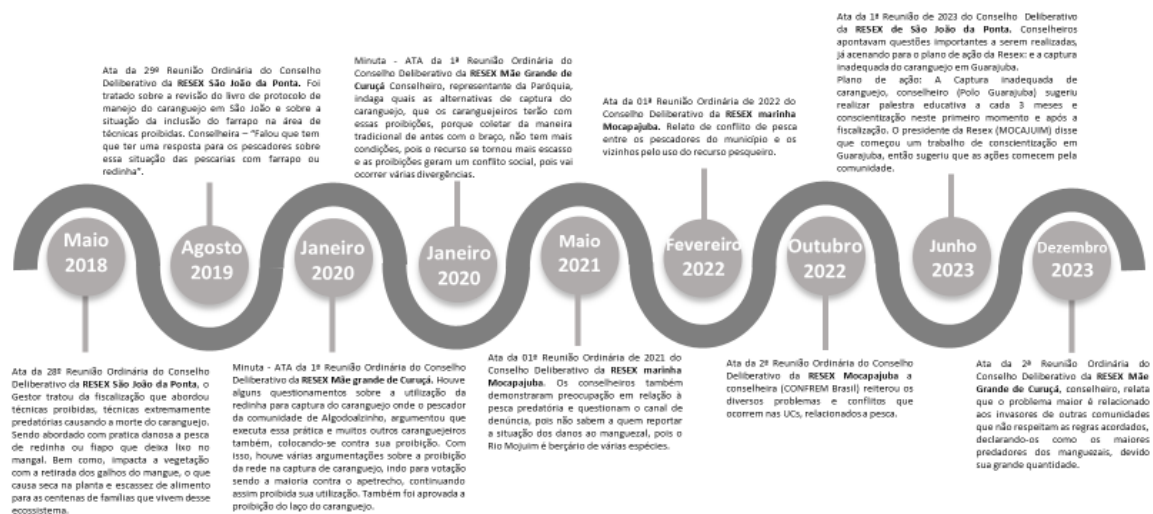 Ata da 29ª Reunião Ordinária do Conselho
Deliberativo da RESEX São João da Ponta. Foi
tratado sobre a revisão do livro de protocolo de
manejo do caranguejo em São João e sobre a
situação da inclusão do farrapo na área de
técnicas proibidas. Conselheira – "Falou que tem
que ter uma resposta para os pescadores sobre
essa situação das pescarias com farrapo ou
redinha".
Minuta - ATA da 1ª Reunião Ordinária do
Conselho Deliberativo da RESEX Mãe Grande de
Curuçá Conselheiro, representante da Paróquia,
indaga quais as alternativas de captura do
caranguejo, que os caranguejeiros terão com
essas proibições, porque coletar da maneira
tradicional de antes com o braço, não tem mais
condições, pois o recurso se tornou mais escasso
e as proibições geram um conflito social, pois vai
ocorrer várias divergências.
Ata da 01ª Reunião Ordinária de 2022 do
Conselho Deliberativo da RESEX marinha
Mocapajuba. Relato de conflito de pesca
entre os pescadores do município e os
vizinhos pelo uso do recurso pesqueiro.
Ata da 1ª Reunião de 2023 do Conselho Deliberativo
da RESEX de São João da Ponta. Conselheiros
apontavam questões importantes a serem realizadas,
já acenando para o plano de ação da Resex: e a captura
inadequada do caranguejo em Guarajuba.
Plano de ação: A Captura inadequada de
caranguejo, conselheiro (Polo Guarajuba) sugeriu
realizar palestra educativa a cada 3 meses e
conscientização neste primeiro momento e após a
fiscalização. O presidente da Resex (MOCAJUIM) disse
que começou um trabalho de conscientização em
Guarajuba, então sugeriu que as ações comecem pela
comunidade.
Maio
2018
Agosto
2019
Janeiro
2020
Janeiro
2020
Maio
2021
Fevereiro
2022
Outubro
2022
Junho
2023
Dezembro
2023
Ata da 28ª Reunião Ordinária do Conselho
Deliberativo da RESEX São João da Ponta, o
Gestor tratou da fiscalização que abordou
técnicas proibidas, técnicas extremamente
predatórias causando a morte do caranguejo.
Sendo abordado com pratica danosa a pesca
de redinha ou fiapo que deixa lixo no
mangal. Bem como, impacta a vegetação
com a retirada dos galhos do mangue, o que
causa seca na planta e escassez de alimento
para as centenas de famílias que vivem desse
ecossistema.
Minuta - ATA da 1ª Reunião Ordinária do Conselho
Deliberativo da RESEX Mãe grande de Curuçá. Houve
alguns questionamentos sobre a utilização da
redinha para captura do caranguejo onde o pescador
da comunidade de Algodoalzinho, argumentou que
executa essa prática e muitos outros caranguejeiros
também, colocando-se contra sua proibição. Com
isso, houve várias argumentações sobre a proibição
da rede na captura de caranguejo, indo para votação
sendo a maioria contra o apetrecho, continuando
assim proibida sua utilização. Também foi aprovada a
proibição do laço do caranguejo.
Ata da 01ª Reunião Ordinária de 2021 do
Conselho Deliberativo da RESEX marinha
Mocapajuba. Os conselheiros também
demonstraram preocupação em relação à
pesca predatória e questionam o canal de
denúncia, pois não sabem a quem reportar
a situação dos danos ao manguezal, pois o
Rio Mojuim é berçário de várias espécies.
Ata da 2ª Reunião Ordinária do Conselho
Deliberativo da RESEX Mocapajuba a
conselheira (CONFREM Brasil) reiterou os
diversos problemas e conflitos que
ocorrem nas UCs, relacionados a pesca.
Ata da 2ª Reunião Ordinária do
Conselho Deliberativo da RESEX Mãe
Grande de Curuçá, conselheiro, relata
que o problema maior é relacionado
aos invasores de outras comunidades
que não respeitam as regras acordados,
declarando-os como os maiores
predadores dos manguezais, devido
sua grande quantidade.